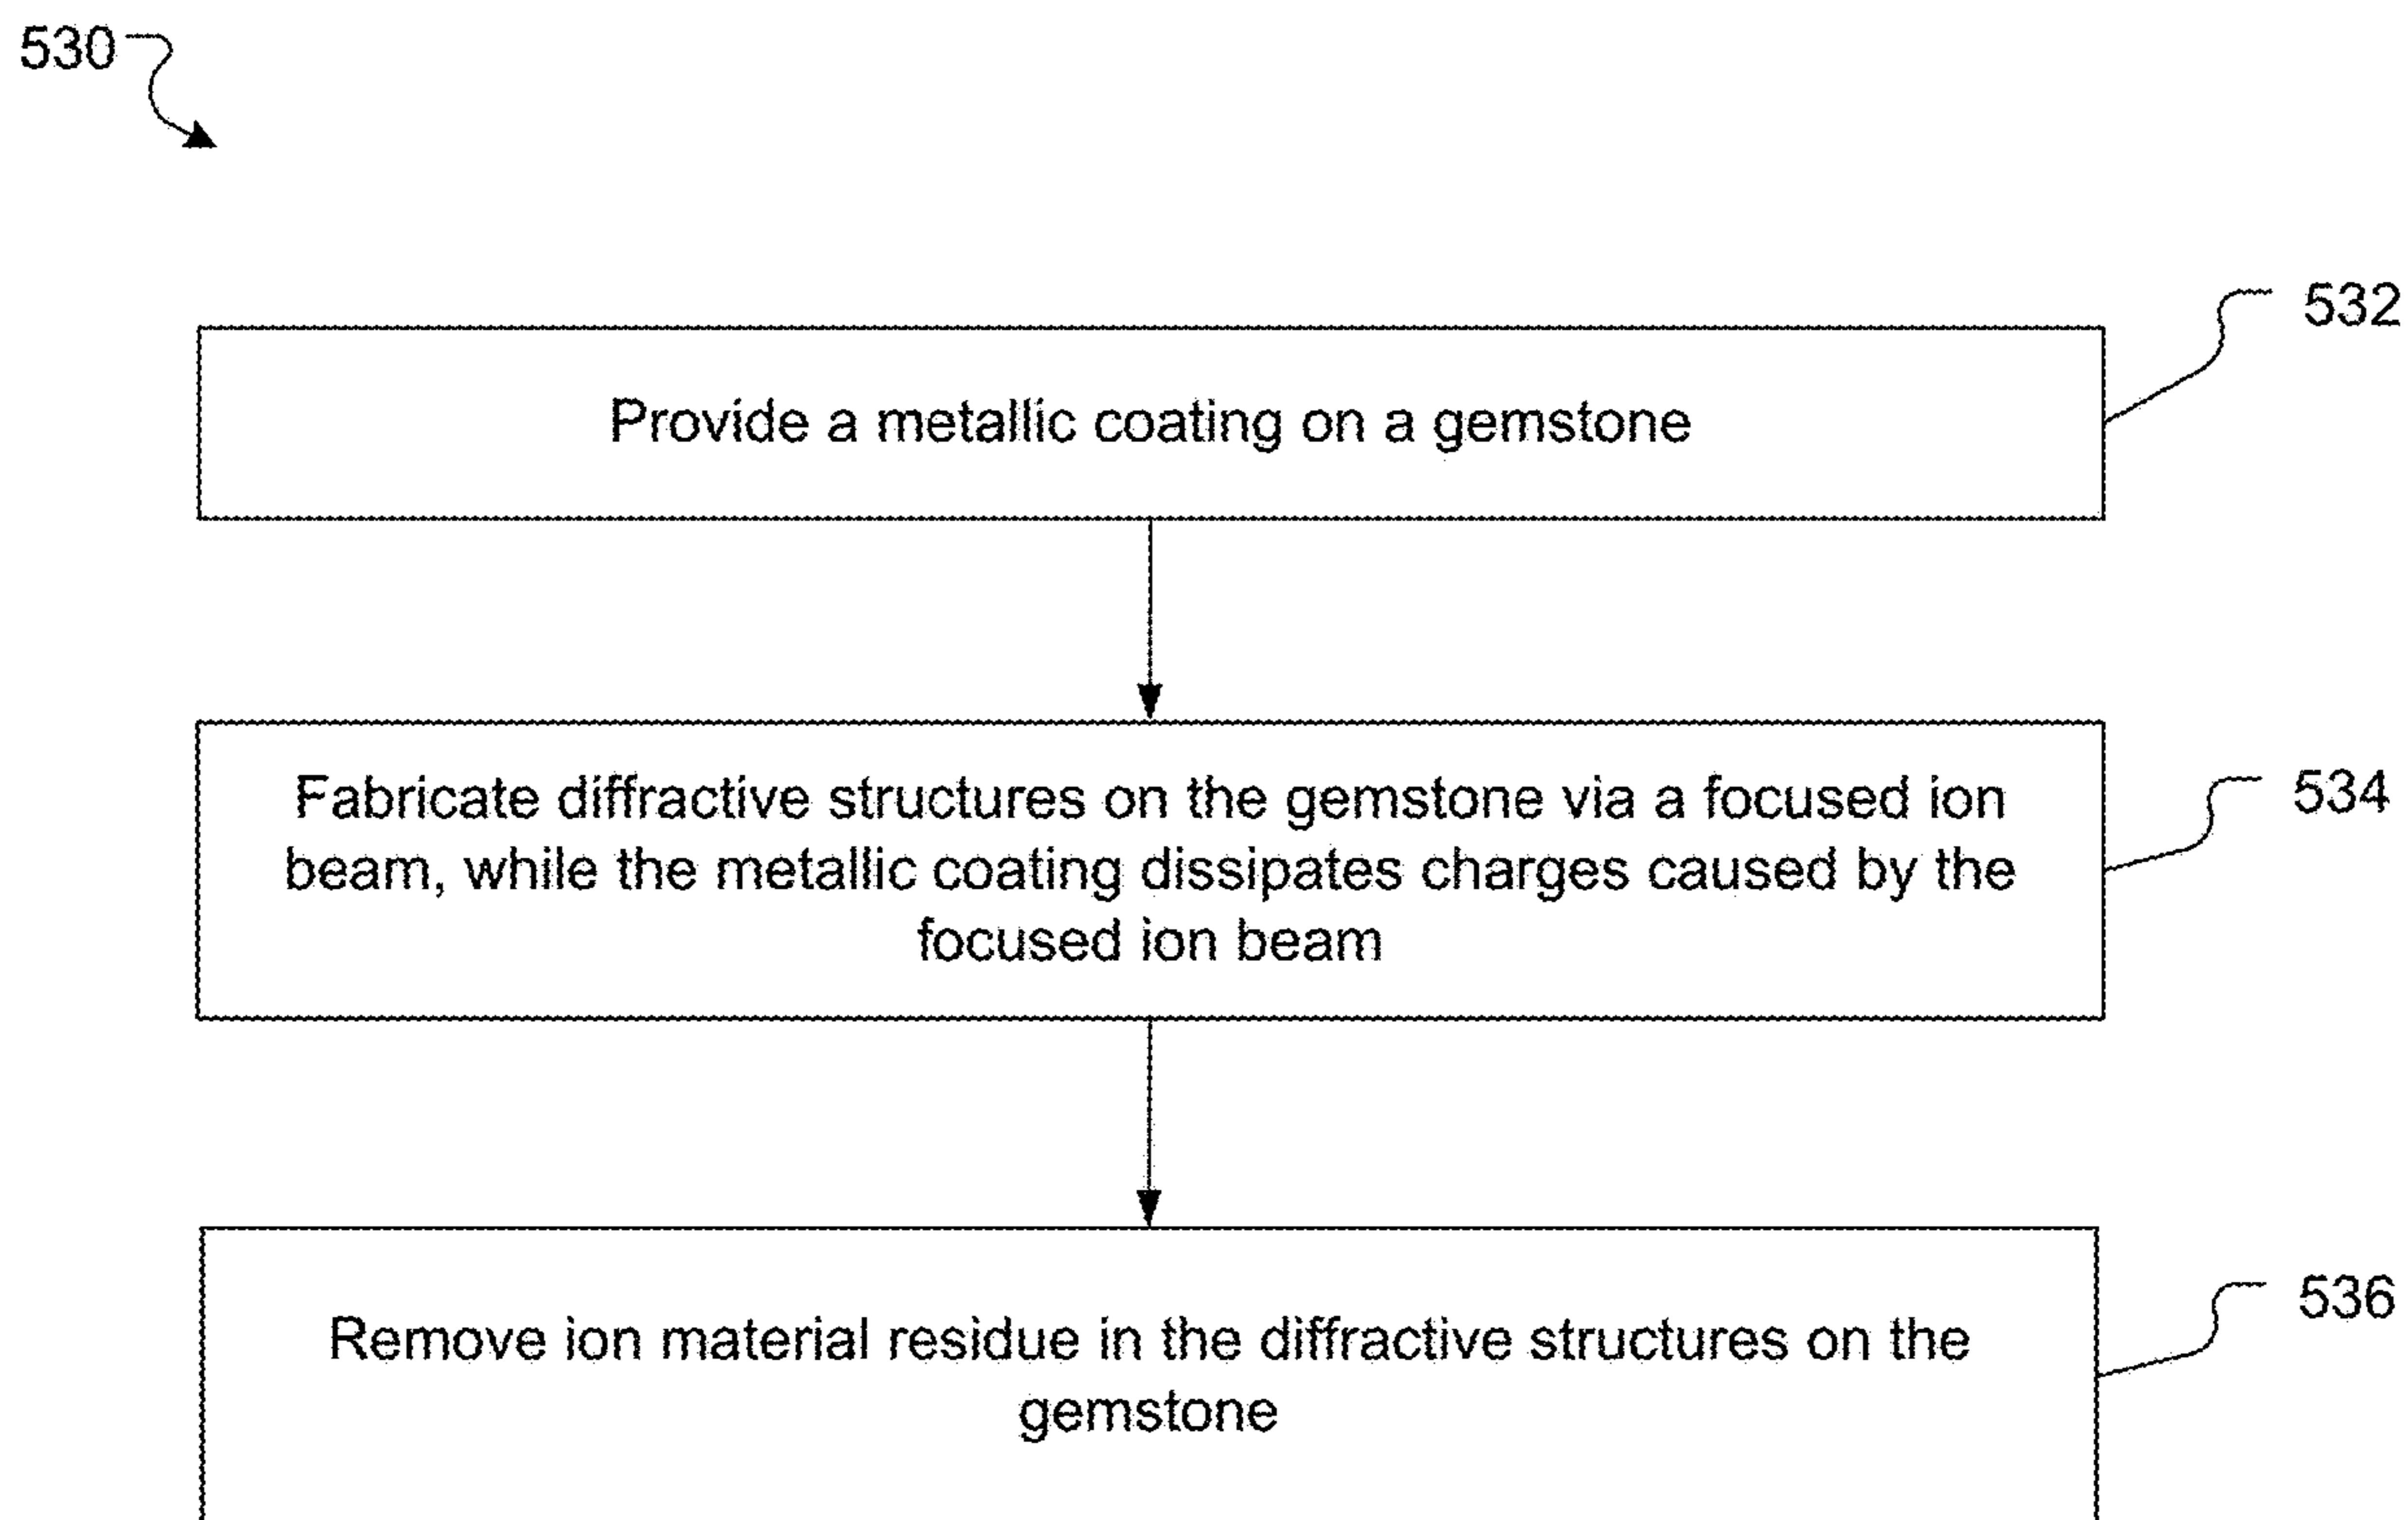 530
532
Provide a metallic coating on a gemstone
Fabricate diffractive structures on the gemstone via a focused ion
534
beam, while the metallic coating dissipates charges caused by the
focused ion beam
536
Remove ion material residue in the diffractive structures on the
gemstone